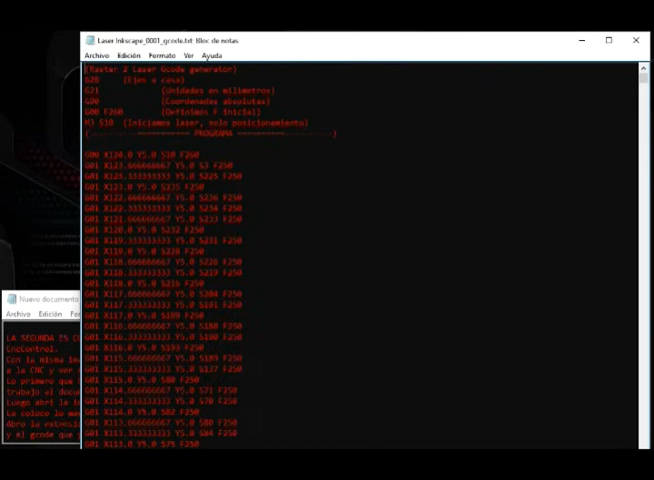 Laser Inkscape_0001_gcode.txt: Bloc de notas
Archivo Edición Formato Ver Ayuda
(Raster 2 Laser Gcode generator)
G28 (Ejes a casa)
G21 (Unidades en milimetros)
G90 (Coordenadas absolutas)
G00 F260 (Definimos F inicial)
M3 S10 (Iniciamos laser, solo posicionamiento)
PROGRAMA
G00 X124.0 Y5.0 S10 F260
G01 X123.666666667 Y5.0 S3 F250
G01 X123.333333333 Y5.0 S225 F250
G01 X123.0 Y5.0 S235 F250
G01 X122.666666667 Y5.0 S236 F250
G01 X122.333333333 Y5.0 S234 F250
G01 X121.666666667 Y5.0 S233 F250
G01 X120.0 Y5.0 S232 F250
G01 X119.333333333 Y5.0 S231 F250
G01 X119.0 Y5.0 S228 F250
G01 X118.666666667 Y5.0 S226 F250
G01 X118.333333333 Y5.0 S219 F250
G01 X118.0 Y5.0 S216 F250
G01 X117.666666667 Y5.0 S204 F250
G01 X117.333333333 Y5.0 S191 F250
G01 X117.0 Y5.0 S189 F250
G01 X116.666666667 Y5.0 S188 F250
G01 X116.333333333 Y5.0 S190 F250
G01 X116.0 Y5.0 S193 F250
G01 X115.666666667 Y5.0 S189 F250
G01 X115.333333333 Y5.0 S137 F250
G01 X115.0 Y5.0 S80 F250
G01 X114.666666667 Y5.0 S71 F250
G01 X114.333333333 Y5.0 S70 F250
G01 X114.0 Y5.0 S82 F250
G01 X113.666666667 Y5.0 S80 F250
G01 X113.333333333 Y5.0 S84 F250
G01 X113.0 Y5.0 S75 F250
Nuevo documento
Archivo Edición For
LA SEGUNDA ES
CncControl.
Con la misma
a la CNC y ver
Lo primero que
trabajo al docu
Luego abri la
La coloco
Abro la extensio
y el gcode que